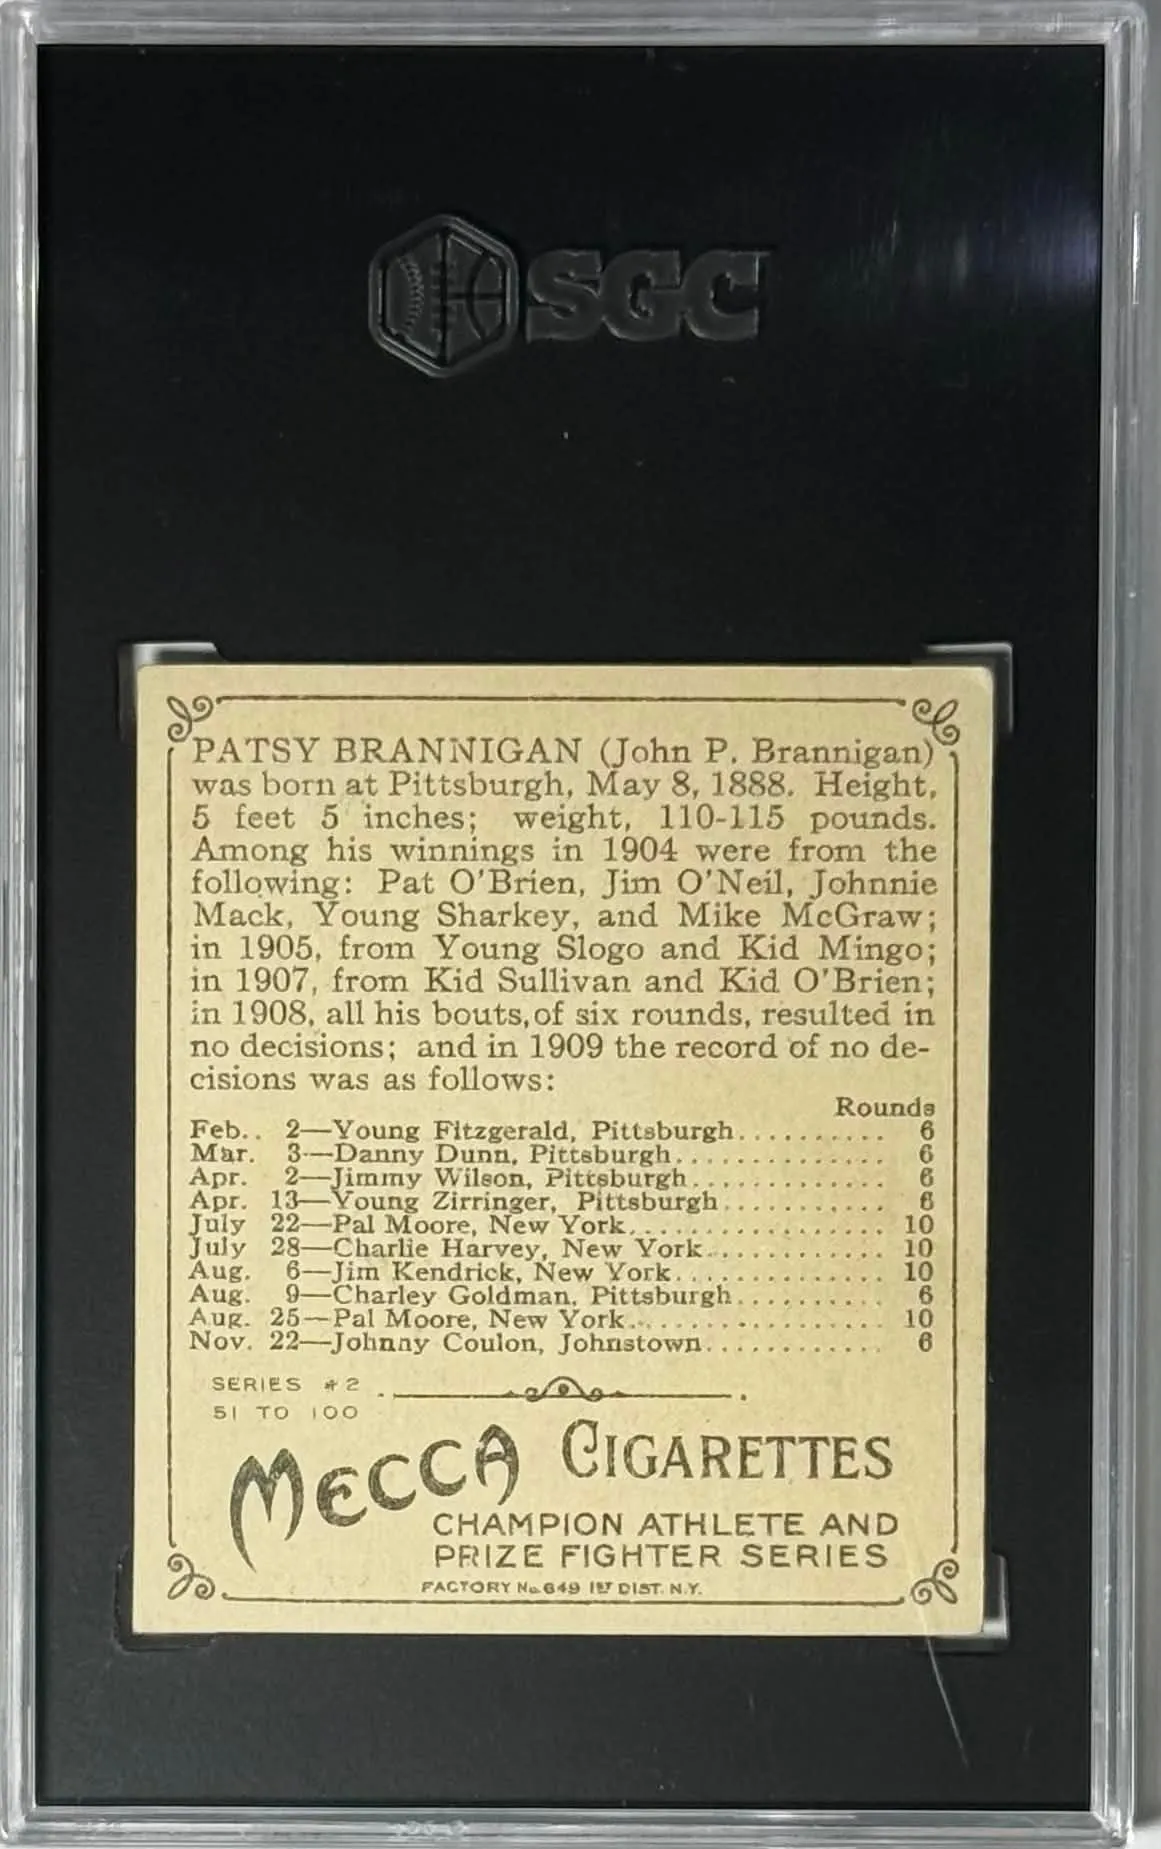 SGC
PATSY BRANNIGAN (John P. Brannigan)
was born at Pittsburgh, May 8, 1888. Height,
5 feet 5 inches; weight, 110-115 pounds.
Among his winnings in 1904 were from the
following: Pat O'Brien, Jim O'Neil, Johnnie
Mack, Young Sharkey, and Mike McGraw;
in 1905, from Young Slogo and Kid Mingo;
in 1907, from Kid Sullivan and Kid O'Brien;
in 1908, all his bouts, of six rounds, resulted in
no decisions; and in 1909 the record of no de-
cisions was as follows:
Rounds
Feb.. 2—Young Fitzgerald, Pittsburgh.......... 6
Mar. 3—Danny Dunn, Pittsburgh............... 6
Apr. 2—Jimmy Wilson, Pittsburgh.............. 6
Apr. 13—Young Zirringer, Pittsburgh........... 6
July 22—Pal Moore, New York.................. 10
July 28—Charlie Harvey, New York............ 10
Aug. 6—Jim Kendrick, New York............... 10
Aug. 9—Charley Goldman, Pittsburgh.......... 6
Aug. 25—Pal Moore, New York.................. 10
Nov. 22—Johnny Coulon, Johnstown............ 6
SERIES #2
51 TO 100
MECCA CIGARETTES
CHAMPION ATHLETE AND
PRIZE FIGHTER SERIES
FACTORY No. 649 1ST DIST. N.Y.